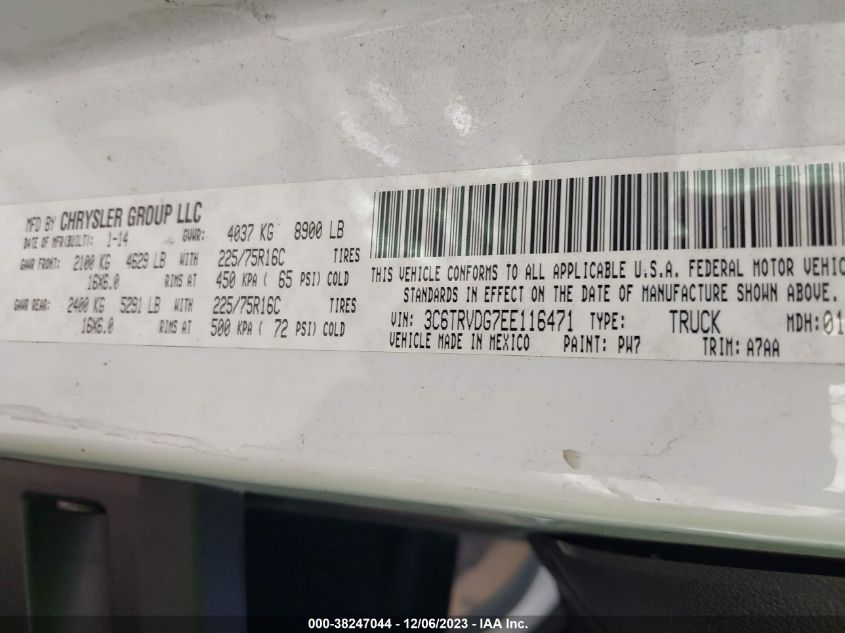 MFD BY CHRYSLER GROUP LLC
DATE OF MFR(BUILT): 1-14 GVWR: 4037 KG 8900 LB
GAWR FRONT: 2100 KG 4629 LB WITH 225/75R16C TIRES
16X6.0 RIMS AT 450 KPA ( 65 PSI) COLD
GAWR REAR: 2400 KG 5291 LB WITH 225/75R16C TIRES
16X6.0 RIMS AT 500 KPA ( 72 PSI) COLD
THIS VEHICLE CONFORMS TO ALL APPLICABLE U.S.A. FEDERAL MOTOR VEHIC
STANDARDS IN EFFECT ON THE DATE OF MANUFACTURE SHOWN ABOVE.
VIN: 3C6TRVDG7EE116471 TYPE: TRUCK MDH:01
VEHICLE MADE IN MEXICO PAINT: PW7 TRIM: A7AA
000-38247044 / 12/06/2023 - IAA Inc.